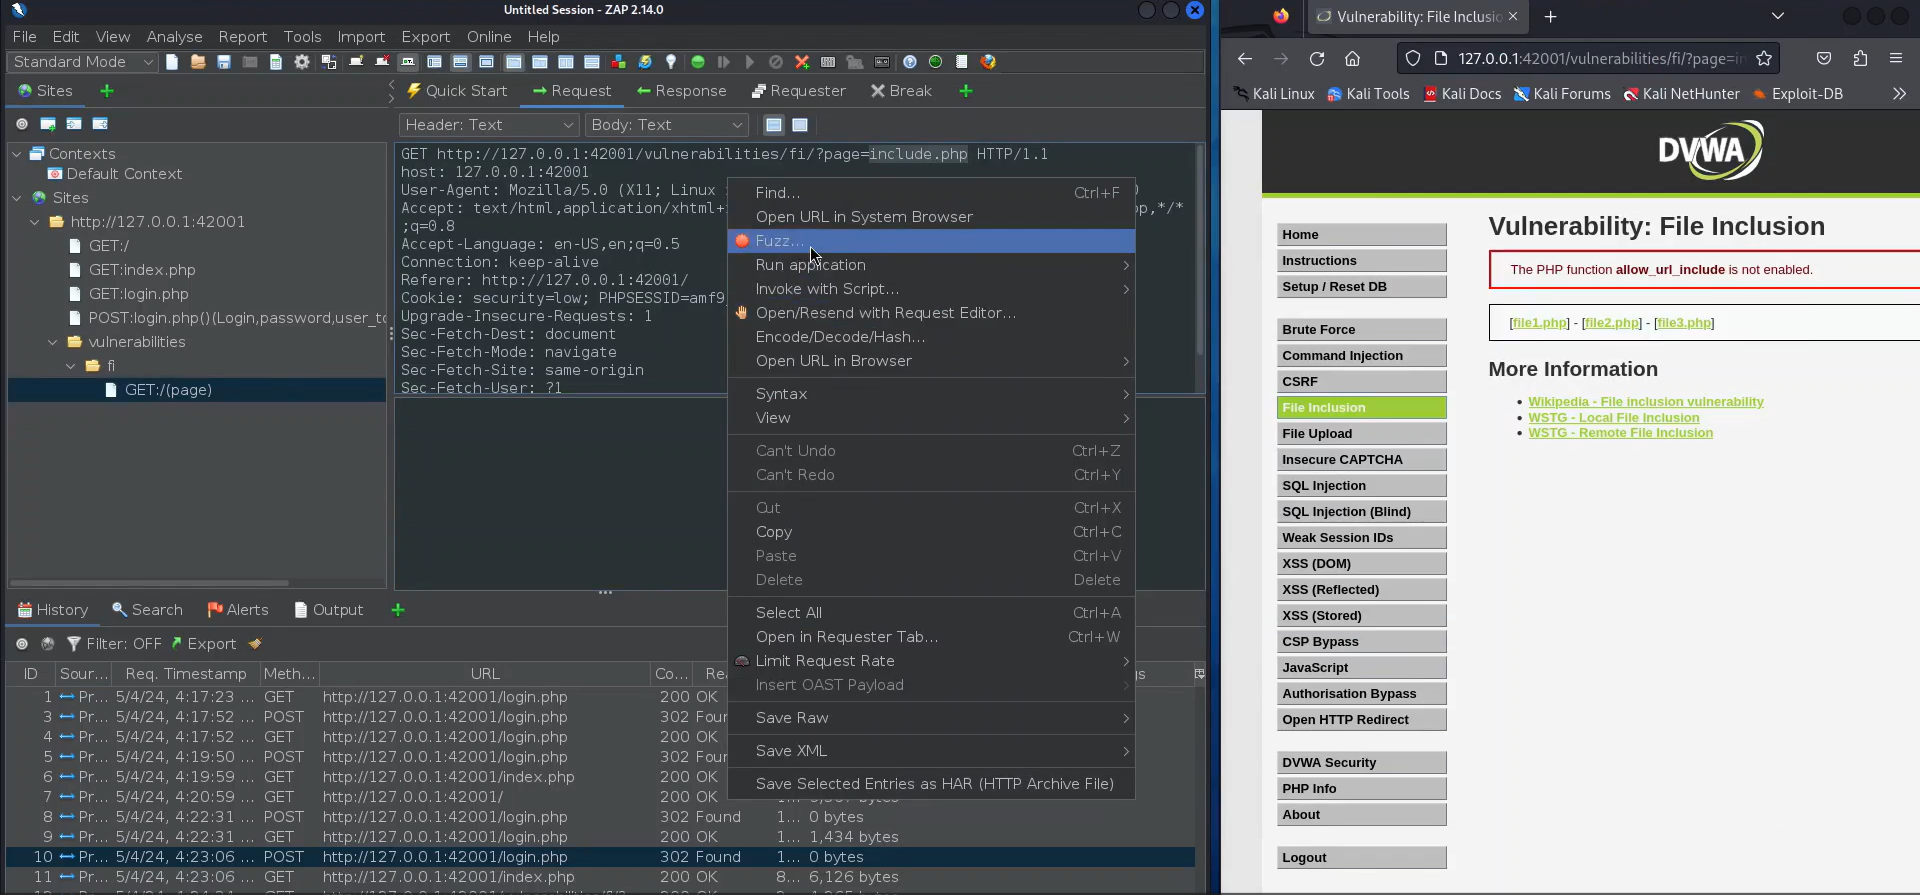 Untitled Session - ZAP 2.14.0
File Edit View Analyse Report Tools Import Export Online Help
Standard Mode
Sites
Quick Start Request Response Requester Break
Header: Text Body: Text
Contexts
Default Context
Sites
http://127.0.0.1:42001
GET:/
GET:index.php
GET:login.php
POST:login.php()(Login,password,user_to
vulnerabilities
fi
GET:/(page)
GET http://127.0.0.1:42001/vulnerabilities/fi/?page=include.php HTTP/1.1
host: 127.0.0.1:42001
User-Agent: Mozilla/5.0 (X11; Linux
Accept: text/html,application/xhtml+ p,*/*
;q=0.8
Accept-Language: en-US,en;q=0.5
Connection: keep-alive
Referer: http://127.0.0.1:42001/
Cookie: security=low; PHPSESSID=amf9
Upgrade-Insecure-Requests: 1
Sec-Fetch-Dest: document
Sec-Fetch-Mode: navigate
Sec-Fetch-Site: same-origin
Sec-Fetch-User: ?1
Find... Ctrl+F
Open URL in System Browser
Fuzz...
Run application
Invoke with Script...
Open/Resend with Request Editor...
Encode/Decode/Hash...
Open URL in Browser
Syntax
View
Can't Undo Ctrl+Z
Can't Redo Ctrl+Y
Cut Ctrl+X
Copy Ctrl+C
Paste Ctrl+V
Delete Delete
Select All Ctrl+A
Open in Requester Tab... Ctrl+W
Limit Request Rate
Insert OAST Payload
Save Raw
Save XML
Save Selected Entries as HAR (HTTP Archive File)
History Search Alerts Output
Filter: OFF Export
ID Sour... Req. Timestamp Meth... URL Co... Rea gs
1 Pr... 5/4/24, 4:17:23 ... GET http://127.0.0.1:42001/login.php 200 OK
3 Pr... 5/4/24, 4:17:52 ... POST http://127.0.0.1:42001/login.php 302 Foun
4 Pr... 5/4/24, 4:17:52 ... GET http://127.0.0.1:42001/login.php 200 OK
5 Pr... 5/4/24, 4:19:50 ... POST http://127.0.0.1:42001/login.php 302 Foun
6 Pr... 5/4/24, 4:19:59 ... GET http://127.0.0.1:42001/index.php 200 OK
7 Pr... 5/4/24, 4:20:59 ... GET http://127.0.0.1:42001/ 200 OK bytes
8 Pr... 5/4/24, 4:22:31 ... POST http://127.0.0.1:42001/login.php 302 Found 1... 0 bytes
9 Pr... 5/4/24, 4:22:31 ... GET http://127.0.0.1:42001/login.php 200 OK 1... 1,434 bytes
10 Pr... 5/4/24, 4:23:06 ... POST http://127.0.0.1:42001/login.php 302 Found 1... 0 bytes
11 Pr... 5/4/24, 4:23:06 ... GET http://127.0.0.1:42001/index.php 200 OK 8... 6,126 bytes
Vulnerability: File Inclusio
127.0.0.1:42001/vulnerabilities/fi/?page=in
Kali Linux Kali Tools Kali Docs Kali Forums Kali NetHunter Exploit-DB
DVWA
Home
Instructions
Setup / Reset DB
Brute Force
Command Injection
CSRF
File Inclusion
File Upload
Insecure CAPTCHA
SQL Injection
SQL Injection (Blind)
Weak Session IDs
XSS (DOM)
XSS (Reflected)
XSS (Stored)
CSP Bypass
JavaScript
Authorisation Bypass
Open HTTP Redirect
DVWA Security
PHP Info
About
Logout
Vulnerability: File Inclusion
The PHP function allow_url_include is not enabled.
[file1.php] - [file2.php] - [file3.php]
More Information
• Wikipedia - File inclusion vulnerability
• WSTG - Local File Inclusion
• WSTG - Remote File Inclusion